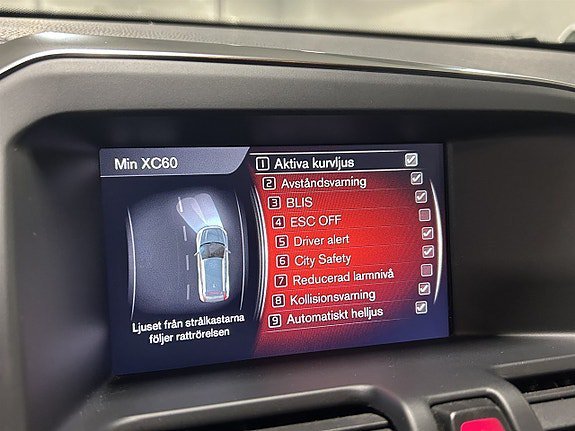 Min XC60
1 Aktiva kurvljus
2 Avståndsvarning
3 BLIS
4 ESC OFF
5 Driver alert
6 City Safety
7 Reducerad larmnivå
8 Kollisionsvarning
9 Automatiskt helljus
Ljuset från strålkastarna
följer rattrörelsen